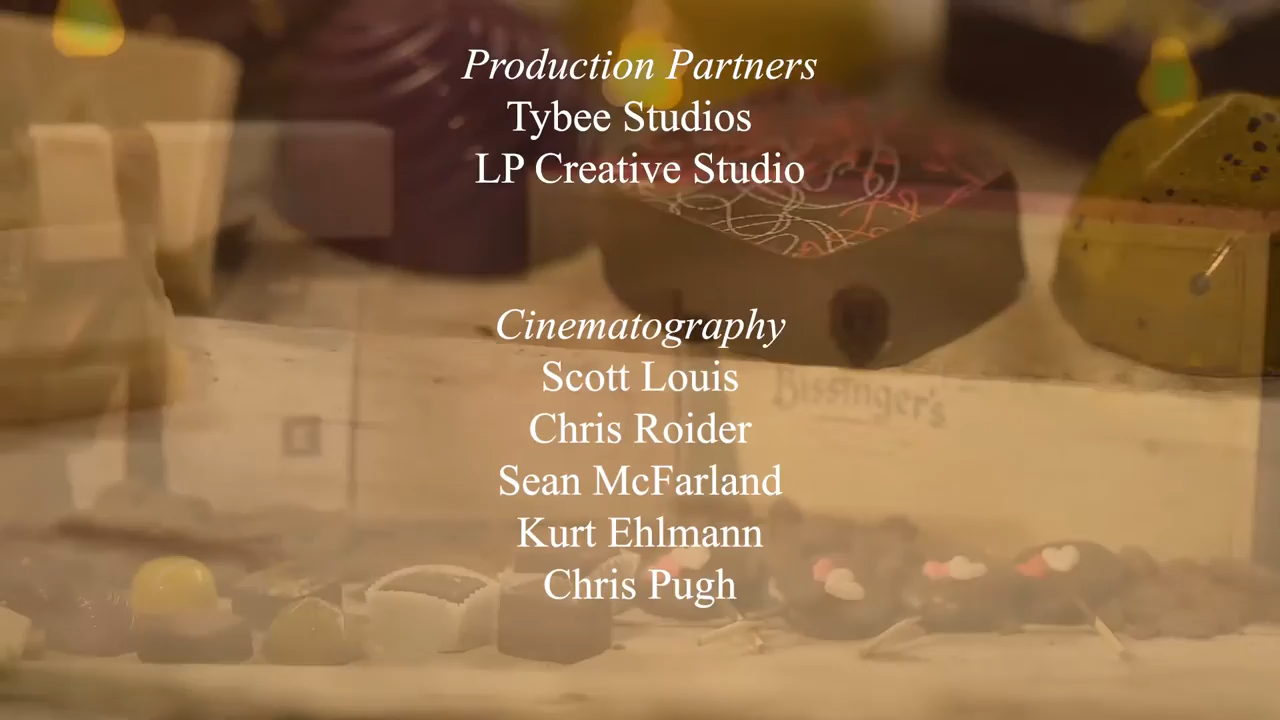 Production Partners
Tybee Studios
LP Creative Studio
Cinematography
Scott Louis
Chris Roider
Bissinger's
Sean McFarland
Kurt Ehlmann
Chris Pugh